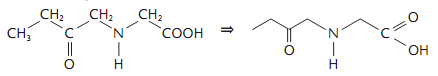 CH₂ CH₂ CH₂
CH₃ C N COOH ⇒ N C O
O H O H OH